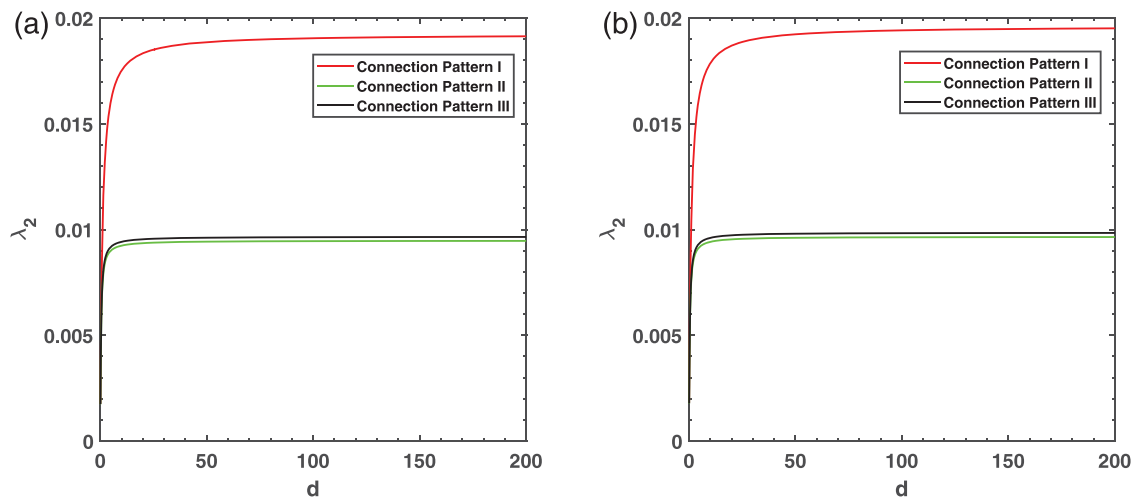 (a)
0.02
0.015
0.01
0.005
0
λ2
0
50
100
150
200
d
Connection Pattern I
Connection Pattern II
Connection Pattern III
(b)
0.02
0.015
0.01
0.005
0
λ2
0
50
100
150
200
d
Connection Pattern I
Connection Pattern II
Connection Pattern III